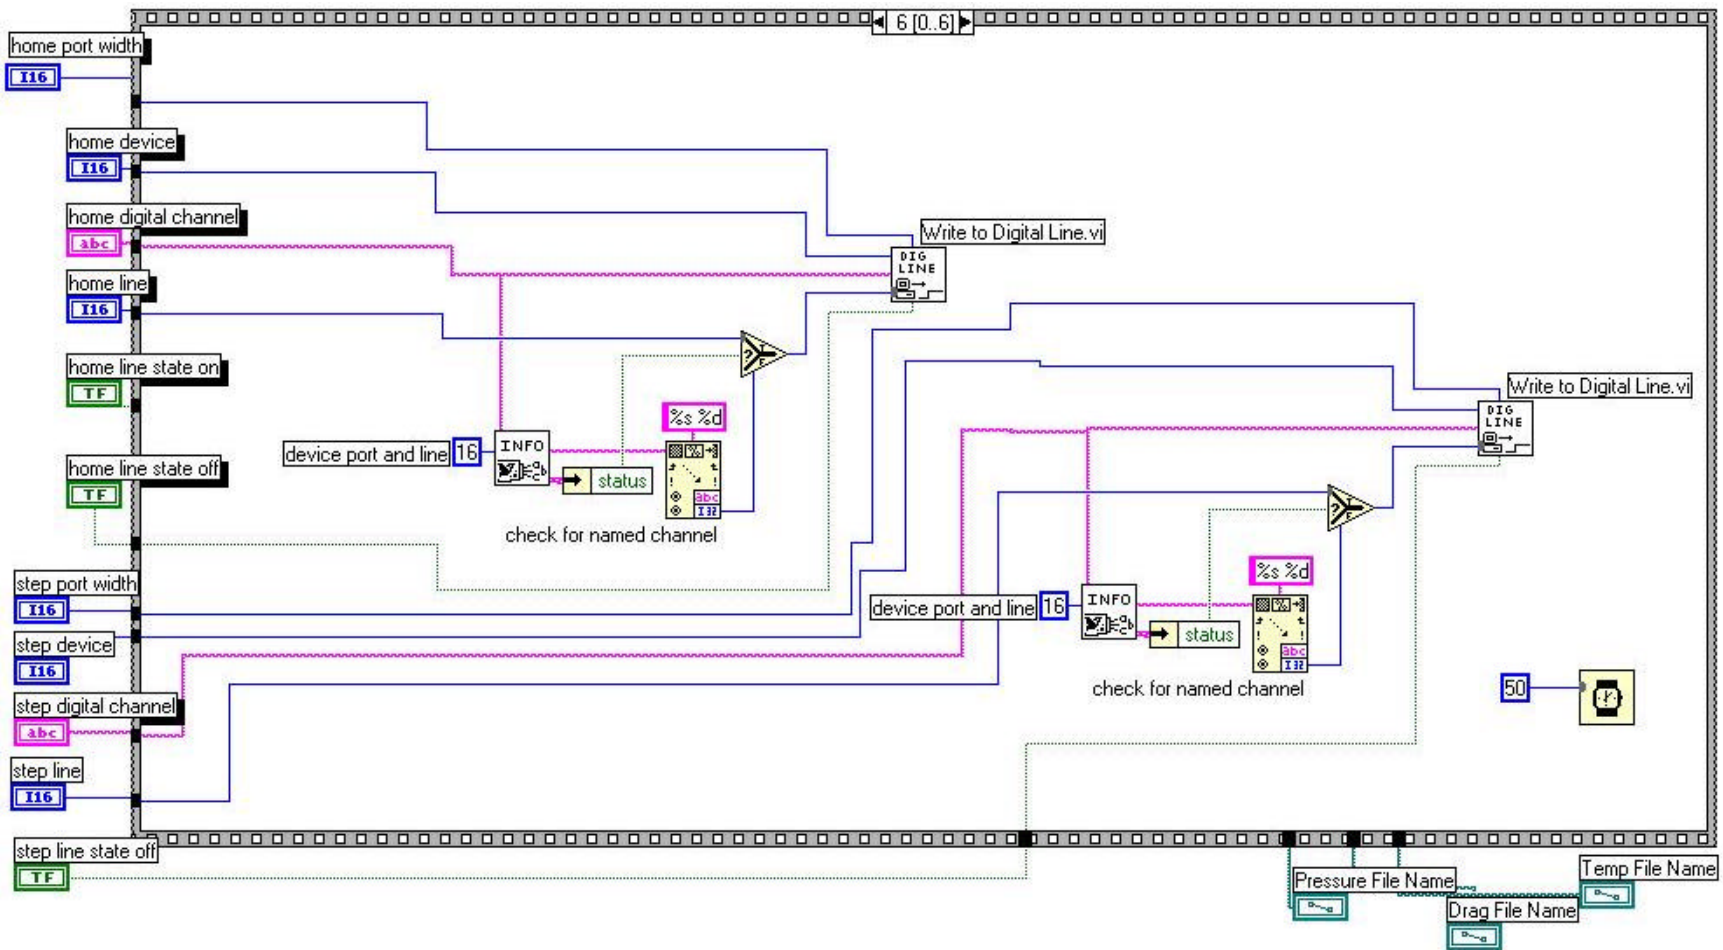 6 [0..6]
home port width
I16
home device
I16
home digital channel
abc
home line
I16
home line state on
TF
home line state off
TF
step port width
I16
step device
I16
step digital channel
abc
step line
I16
step line state off
TF
Write to Digital Line.vi
DIG
LINE
? T
F
%s %d
device port and line 16
INFO
status
abc
I32
check for named channel
Write to Digital Line.vi
DIG
LINE
? T
F
%s %d
device port and line 16
INFO
status
abc
I32
check for named channel
50
Pressure File Name
Temp File Name
Drag File Name